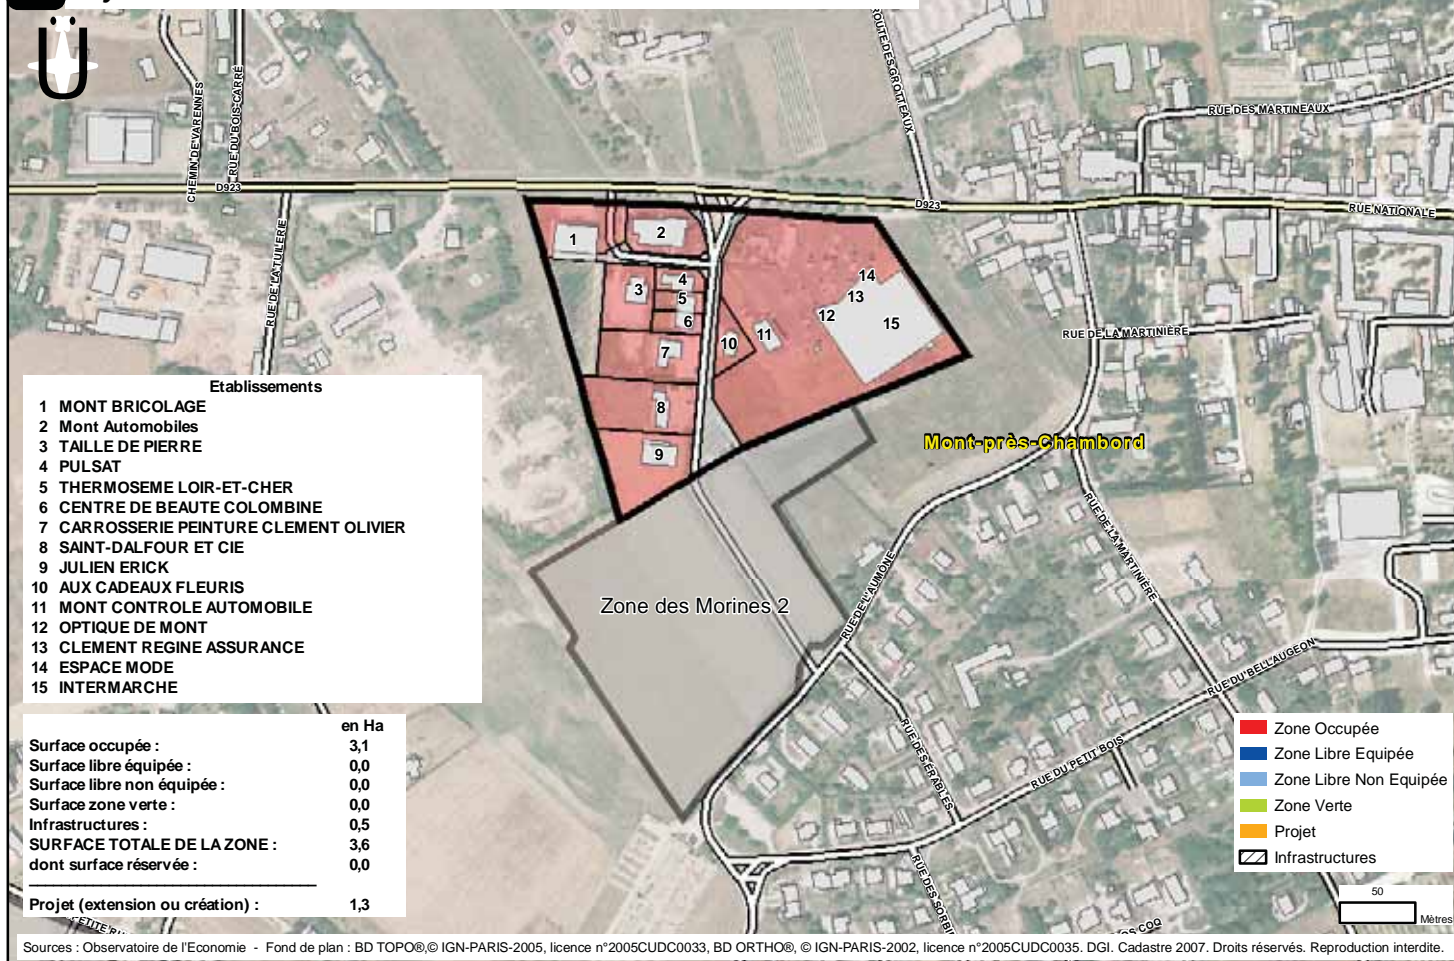 Ü
ROUTE DES GROTTEAUX
CHEMIN DE VARENNES
RUE DU BOIS CARRÉ
RUE DES MARTINEAUX
D923
D923
RUE NATIONALE
RUE DE LA TUILERIE
1
2
3
4
5
6
7
8
9
10
11
12
13
14
15
RUE DE LA MARTINIÈRE
Mont-près-Chambord
RUE DE LA MARTINIÈRE
RUE DE L'AUMÔNE
Zone des Morines 2
RUE DU BELLAUGEON
RUE DES ÉRABLES
RUE DU PETIT BOIS
Etablissements
1 MONT BRICOLAGE
2 Mont Automobiles
3 TAILLE DE PIERRE
4 PULSAT
5 THERMOSEME LOIR-ET-CHER
6 CENTRE DE BEAUTE COLOMBINE
7 CARROSSERIE PEINTURE CLEMENT OLIVIER
8 SAINT-DALFOUR ET CIE
9 JULIEN ERICK
10 AUX CADEAUX FLEURIS
11 MONT CONTROLE AUTOMOBILE
12 OPTIQUE DE MONT
13 CLEMENT REGINE ASSURANCE
14 ESPACE MODE
15 INTERMARCHE
en Ha
Surface occupée : 3,1
Surface libre équipée : 0,0
Surface libre non équipée : 0,0
Surface zone verte : 0,0
Infrastructures : 0,5
SURFACE TOTALE DE LA ZONE : 3,6
dont surface réservée : 0,0
Projet (extension ou création) : 1,3
Zone Occupée
Zone Libre Equipée
Zone Libre Non Equipée
Zone Verte
Projet
Infrastructures
50
Mètres
Sources : Observatoire de l'Economie - Fond de plan : BD TOPO®,© IGN-PARIS-2005, licence n°2005CUDC0033, BD ORTHO®, © IGN-PARIS-2002, licence n°2005CUDC0035. DGI. Cadastre 2007. Droits réservés. Reproduction interdite.